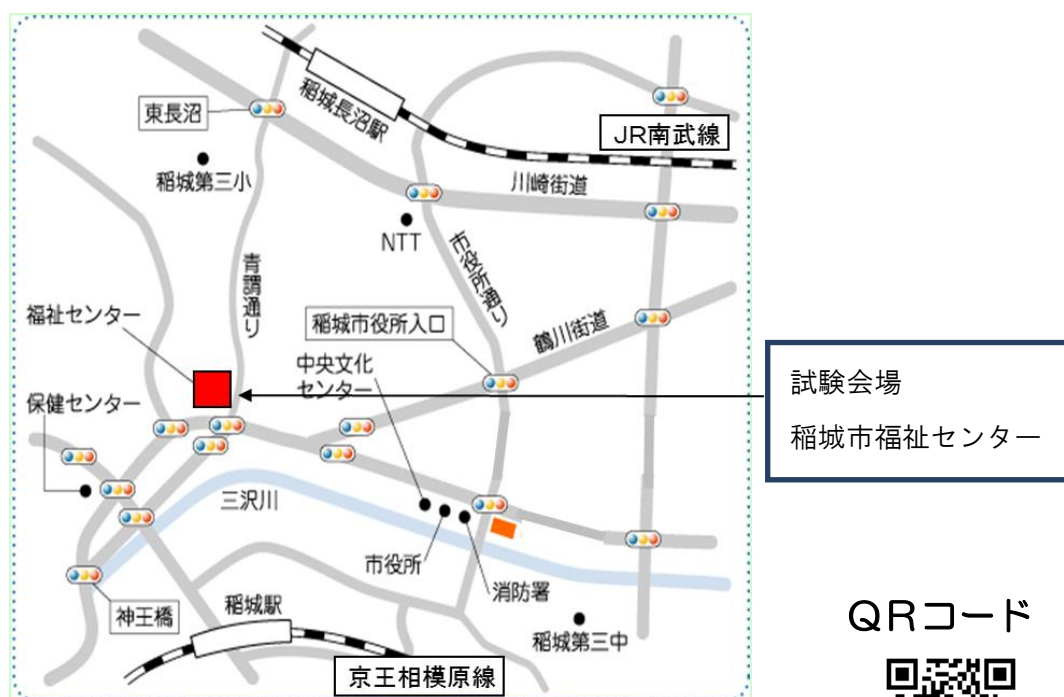 稲城長沼駅
東長沼
JR南武線
稲城第三小
川崎街道
NTT
市役所通り
青謂通り
福祉センター
稲城市役所入口
鶴川街道
中央文化
センター
保健センター
試験会場
稲城市福祉センター
三沢川
市役所
消防署
稲城駅
神王橋
稲城第三中
京王相模原線
QRコード